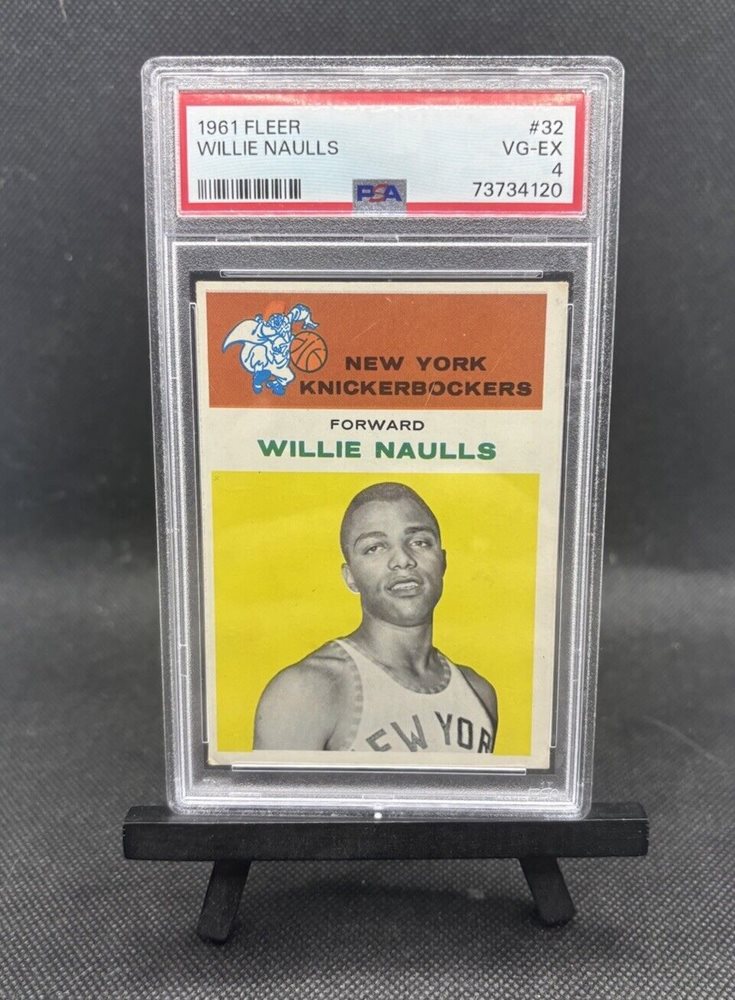 1961 FLEER #32
WILLIE NAULLS VG-EX
4
PSA 73734120
NEW YORK
KNICKERBOCKERS
FORWARD
WILLIE NAULLS
EW YOR